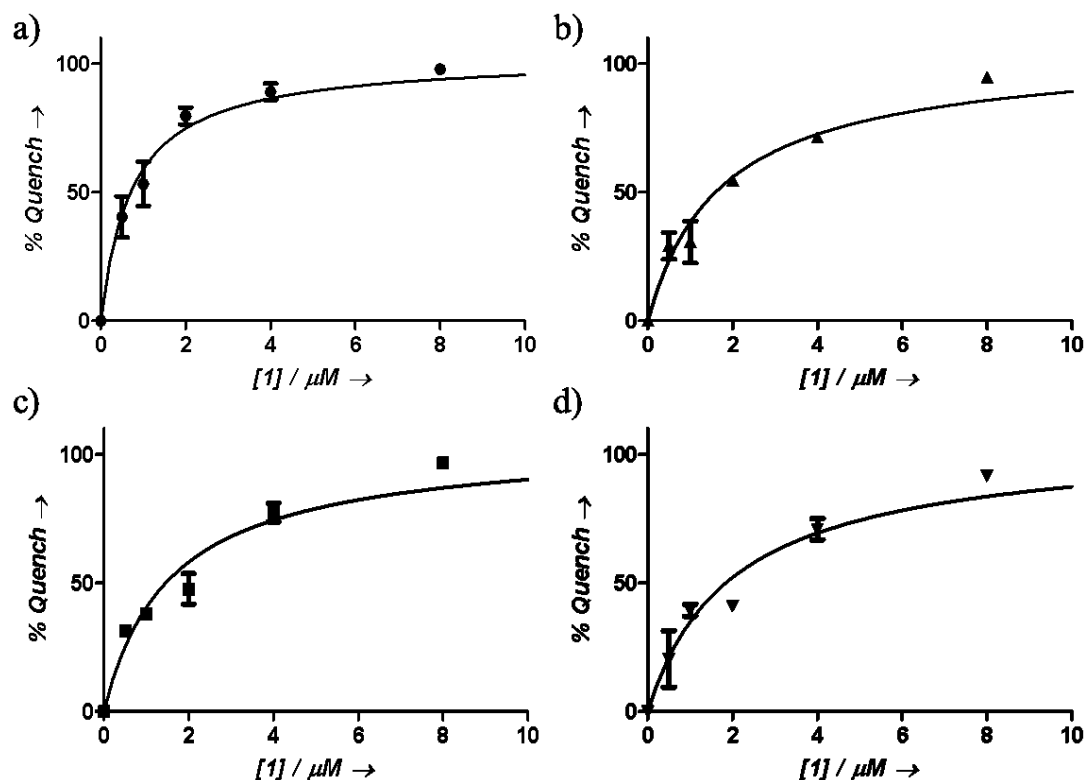 a)
% Quench →
100
50
0
0 2 4 6 8 10
[1] / μM →
b)
% Quench →
100
50
0
0 2 4 6 8 10
[1] / μM →
c)
% Quench →
100
50
0
0 2 4 6 8 10
[1] / μM →
d)
% Quench →
100
50
0
0 2 4 6 8 10
[1] / μM →